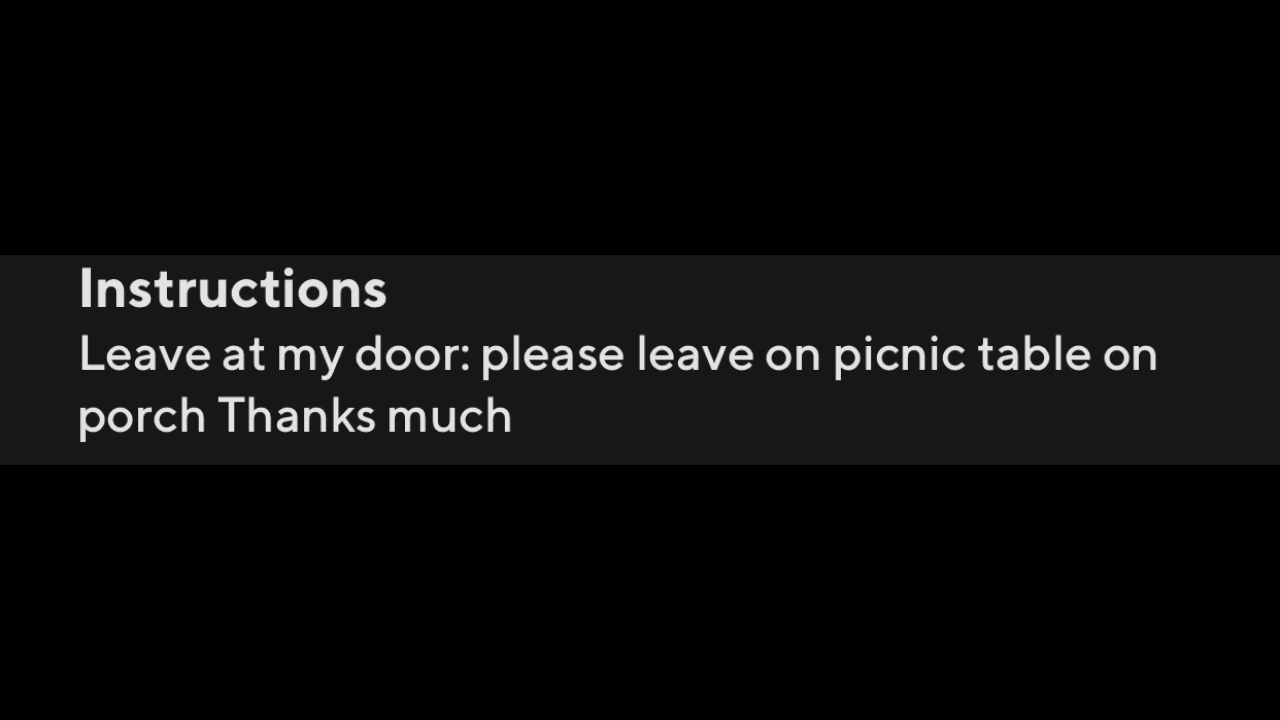 Instructions
Leave at my door: please leave on picnic table on
porch Thanks much